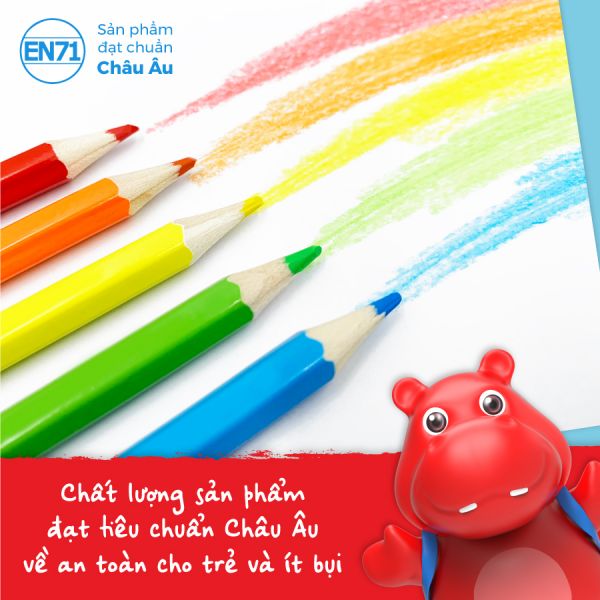 EN71
Sản phẩm
đạt chuẩn
Châu Âu
Chất lượng sản phẩm
đạt tiêu chuẩn Châu Âu
về an toàn cho trẻ và ít bụi